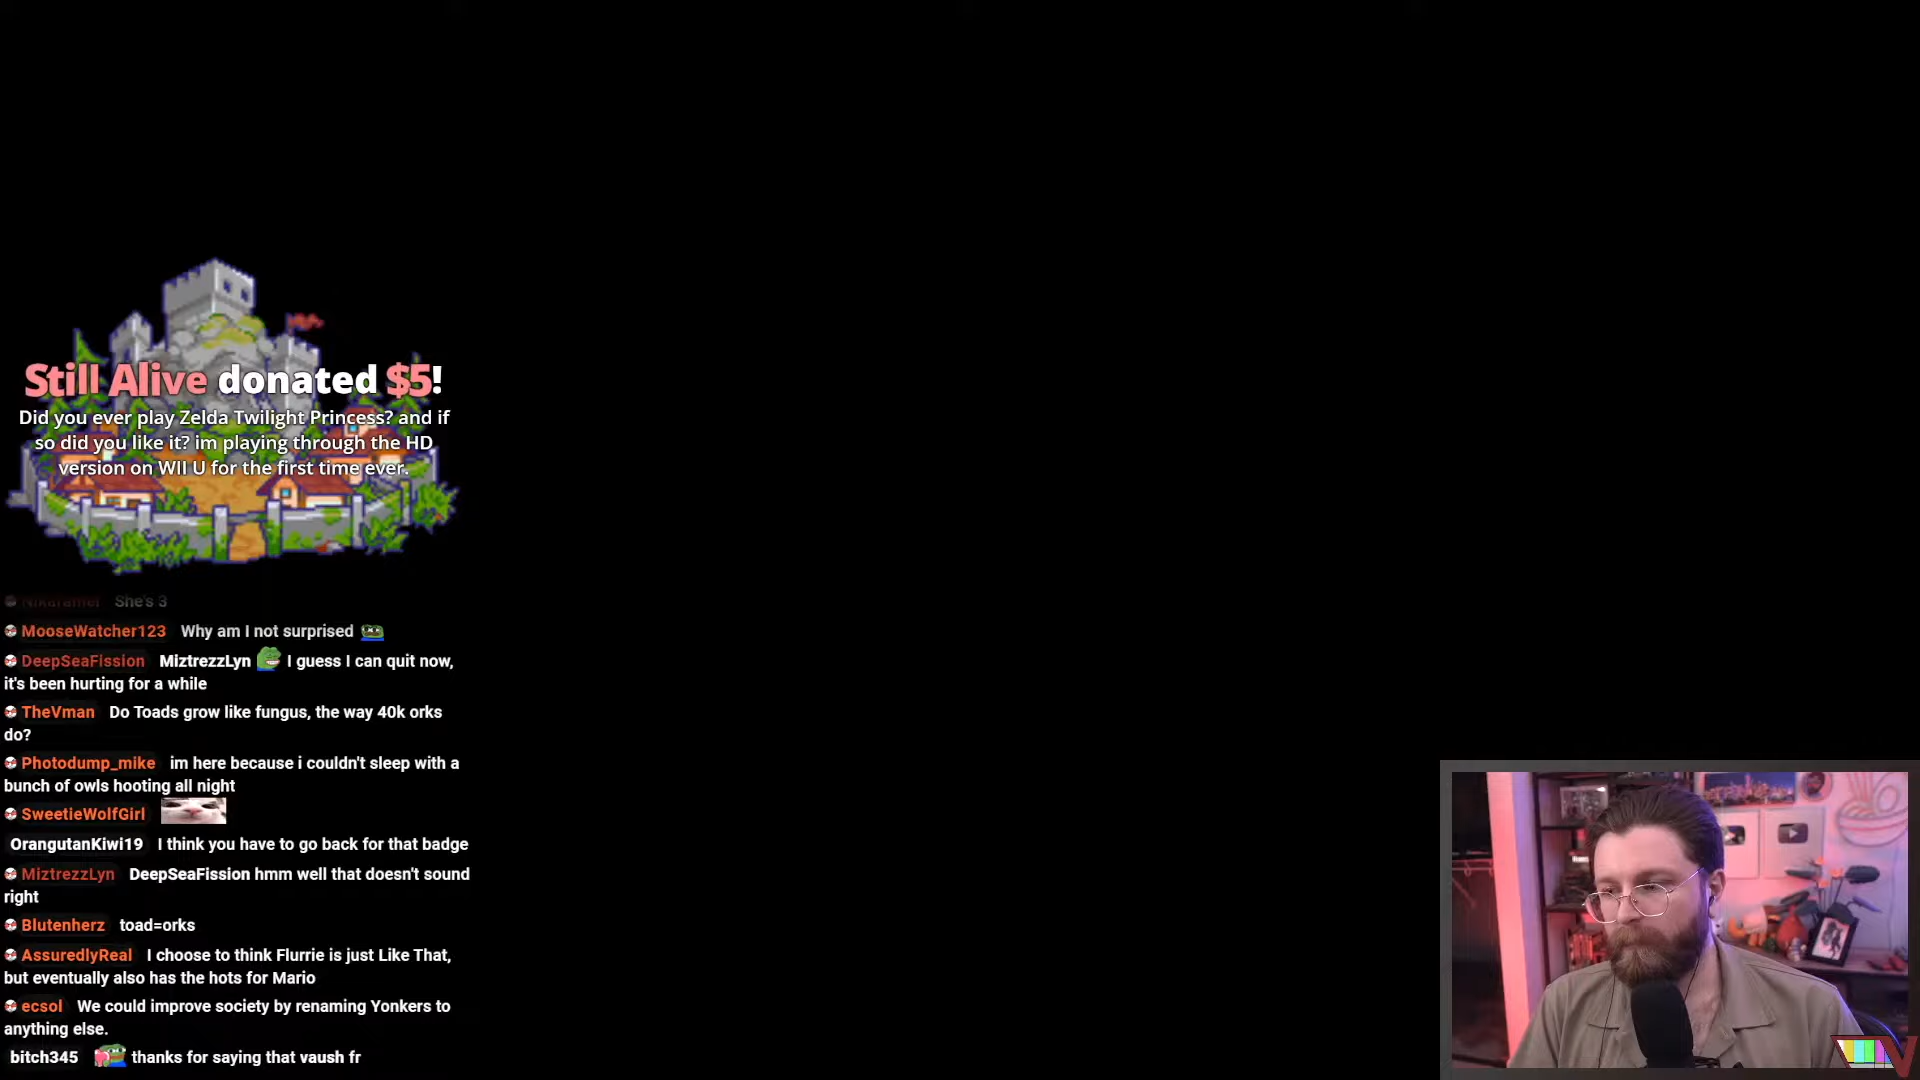 Still Alive donated $5!
Did you ever play Zelda Twilight Princess? and if
so did you like it? im playing through the HD
version on WII U for the first time ever.
Nikaramel She's 3
MooseWatcher123 Why am I not surprised
DeepSeaFission MiztrezzLyn I guess I can quit now,
it's been hurting for a while
TheVman Do Toads grow like fungus, the way 40k orks
do?
Photodump_mike im here because i couldn't sleep with a
bunch of owls hooting all night
SweetieWolfGirl
OrangutanKiwi19 I think you have to go back for that badge
MiztrezzLyn DeepSeaFission hmm well that doesn't sound
right
Blutenherz toad=orks
AssuredlyReal I choose to think Flurrie is just Like That,
but eventually also has the hots for Mario
ecsol We could improve society by renaming Yonkers to
anything else.
bitch345 thanks for saying that vaush fr